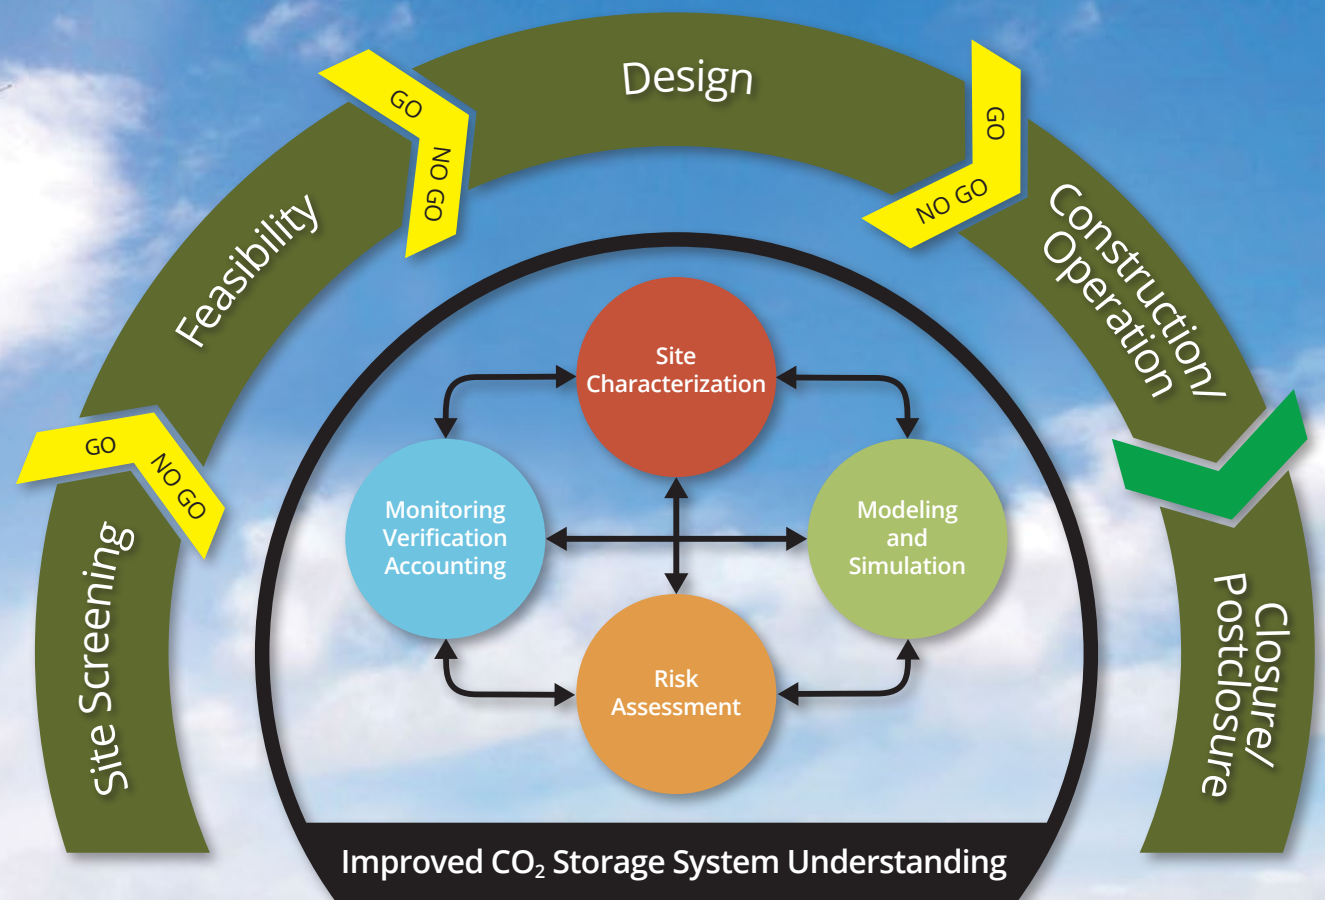 Site Screening
GO
NO GO
Feasibility
GO
NO GO
Design
GO
NO GO
Construction/
Operation
Closure/
Postclosure
Site
Characterization
Monitoring
Verification
Accounting
Modeling
and
Simulation
Risk
Assessment
Improved CO₂ Storage System Understanding